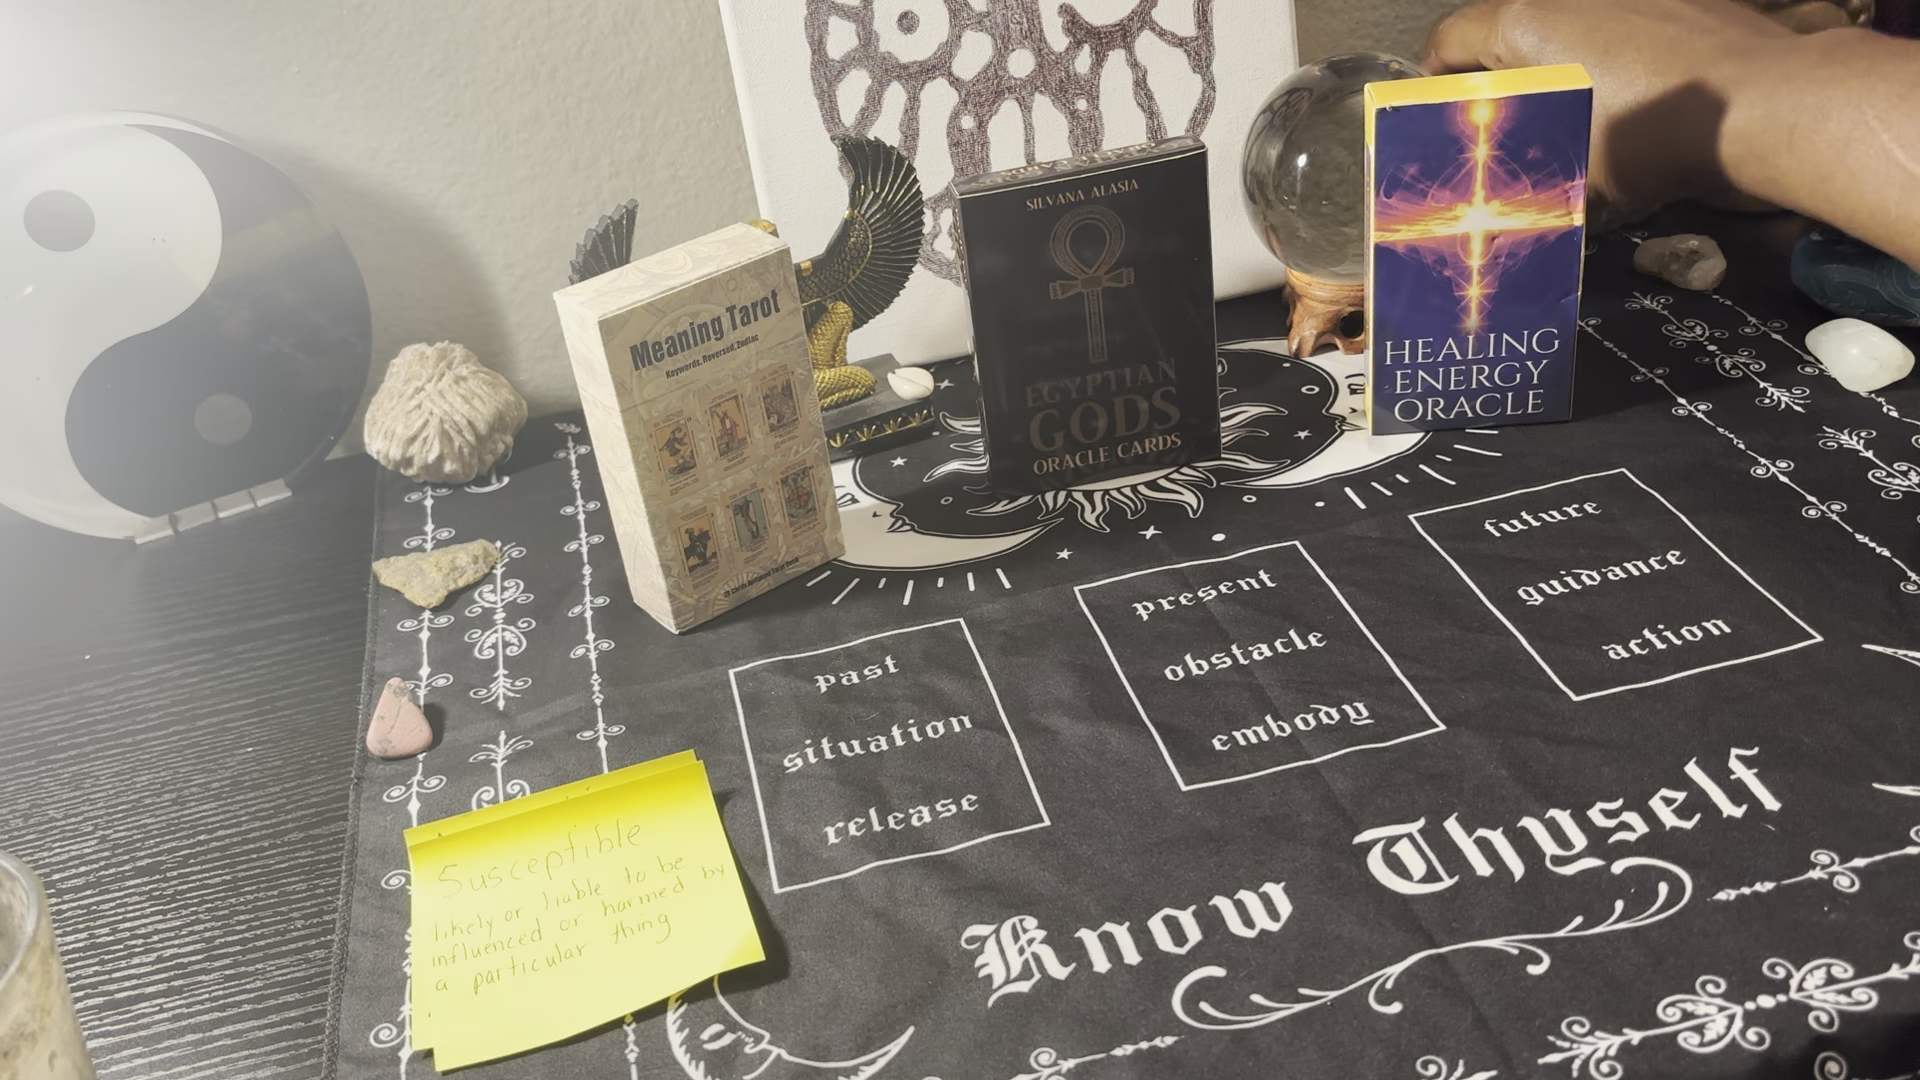 Meaning Tarot
Keywords, Reversed, Zodiac
SILVANA ALASIA
EGYPTIAN
GODS
ORACLE CARDS
HEALING
ENERGY
ORACLE
past
situation
release
present
obstacle
embody
future
guidance
action
Know Thyself
Susceptible
likely or liable to be
influenced or harmed by
a particular thing